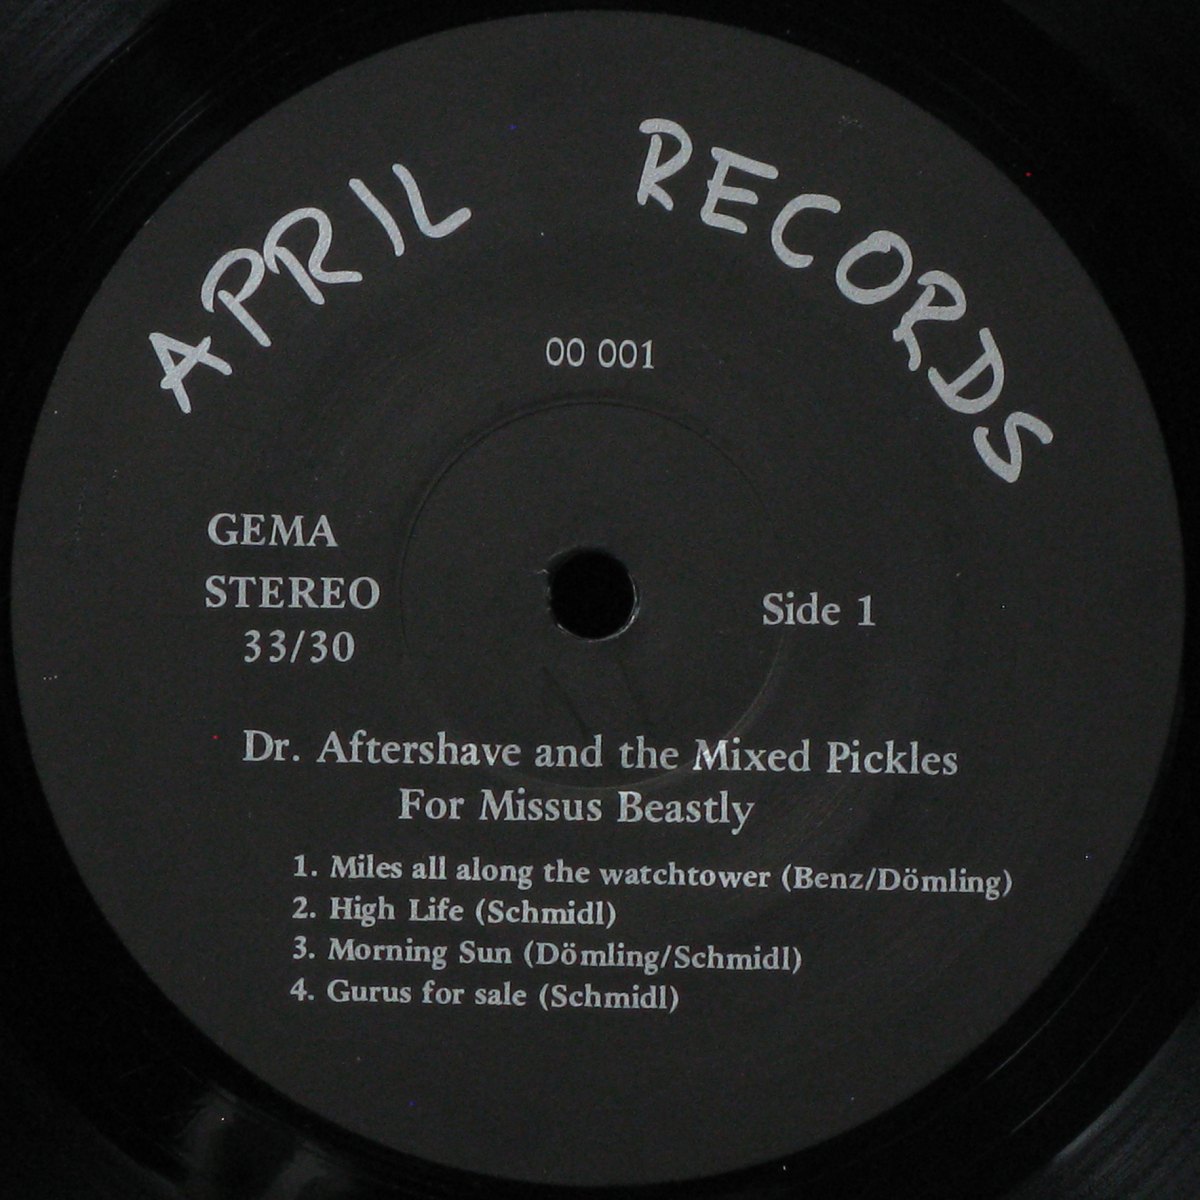 APRIL RECORDS
00 001
GEMA
STEREO
33/30
Side 1
Dr. Aftershave and the Mixed Pickles
For Missus Beastly
1. Miles all along the watchtower (Benz/Dömling)
2. High Life (Schmidl)
3. Morning Sun (Dömling/Schmidl)
4. Gurus for sale (Schmidl)